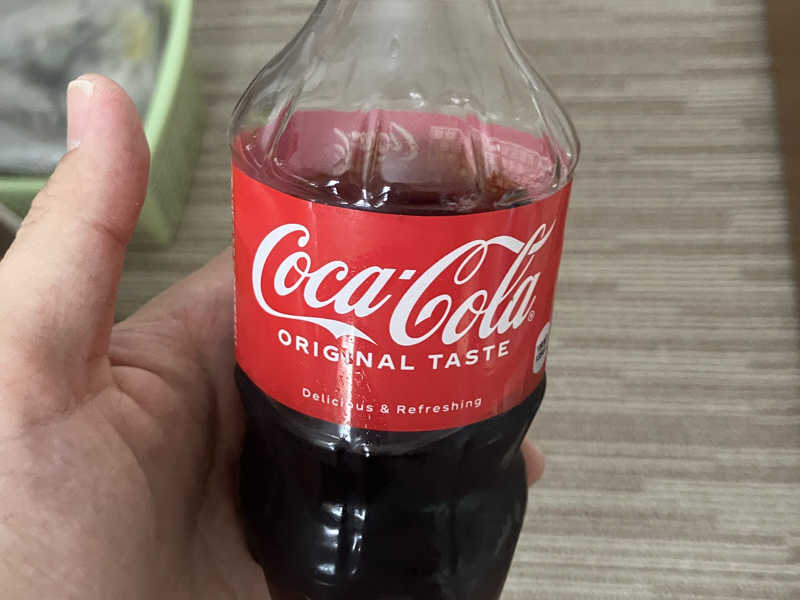 Coca-Cola®
ORIGINAL TASTE
Delicious & Refreshing